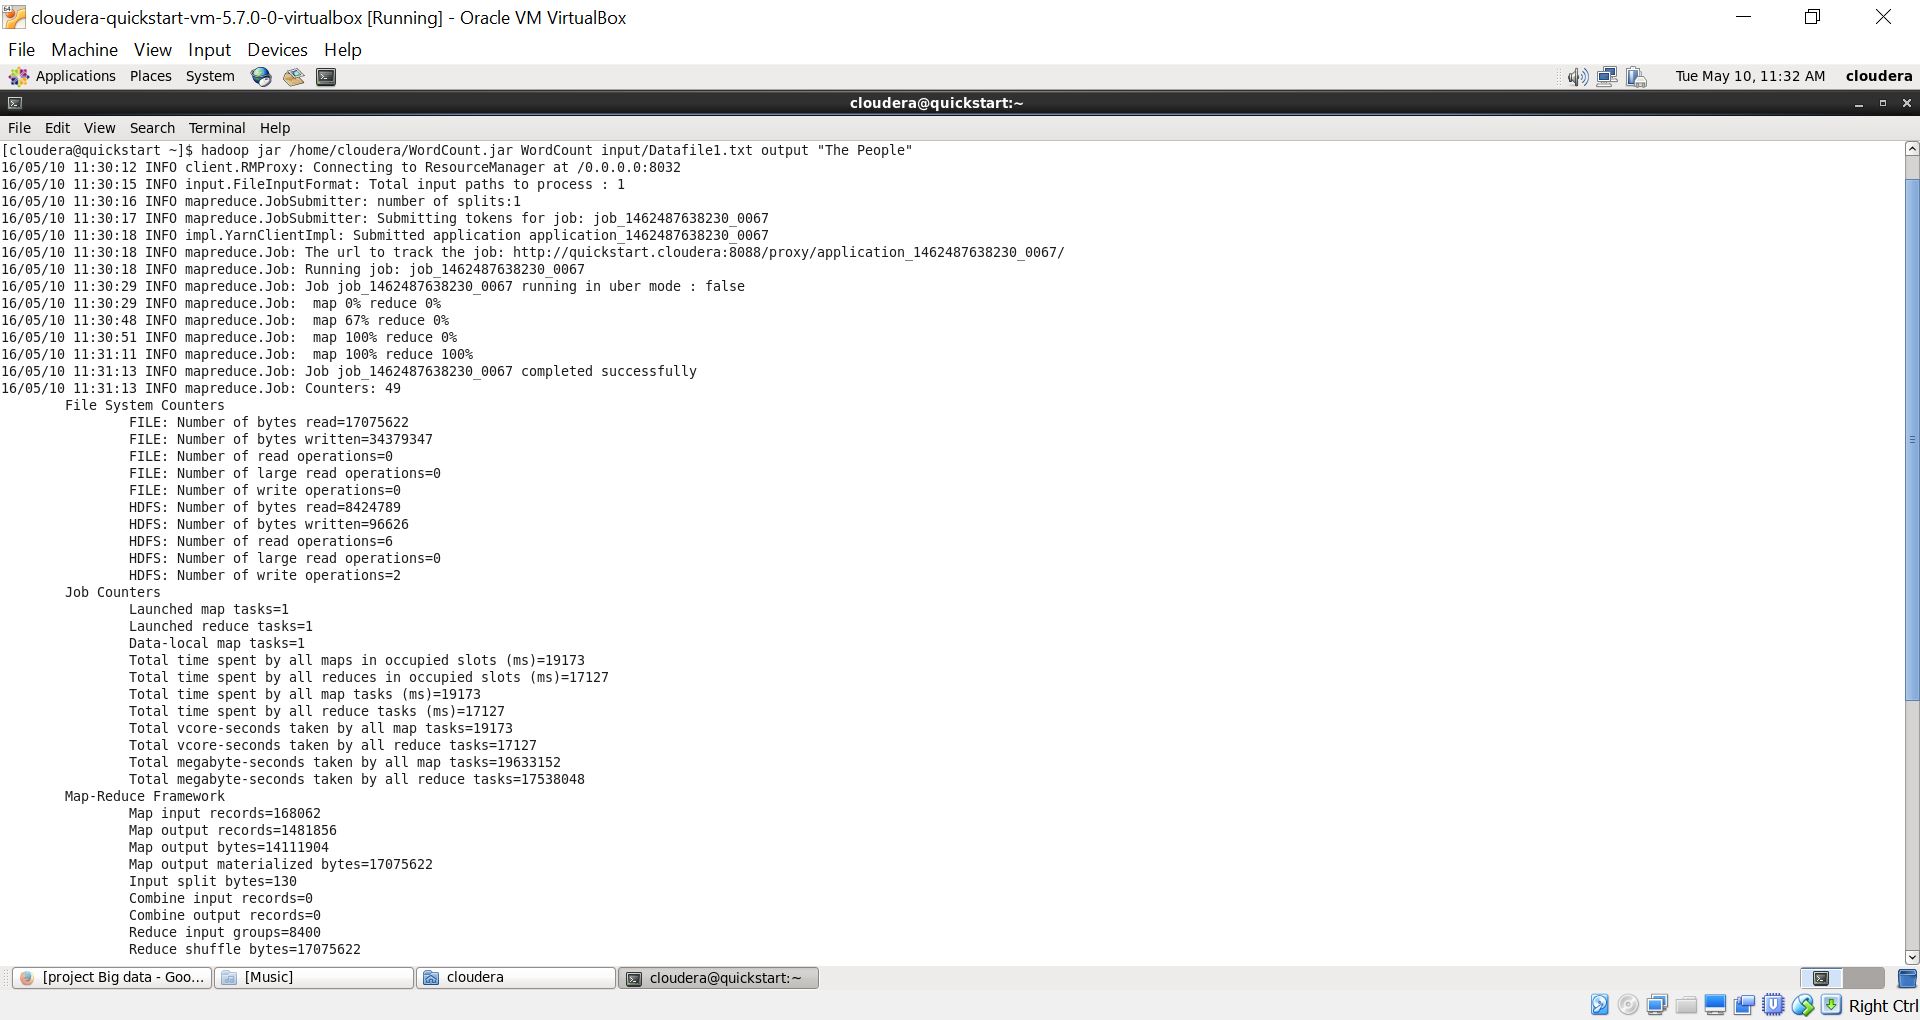 cloudera-quickstart-vm-5.7.0-0-virtualbox [Running] - Oracle VM VirtualBox
File Machine View Input Devices Help
Applications Places System Tue May 10, 11:32 AM cloudera
cloudera@quickstart:~
File Edit View Search Terminal Help
[cloudera@quickstart ~]$ hadoop jar /home/cloudera/WordCount.jar WordCount input/Datafile1.txt output "The People"
16/05/10 11:30:12 INFO client.RMProxy: Connecting to ResourceManager at /0.0.0.0:8032
16/05/10 11:30:15 INFO input.FileInputFormat: Total input paths to process : 1
16/05/10 11:30:16 INFO mapreduce.JobSubmitter: number of splits:1
16/05/10 11:30:17 INFO mapreduce.JobSubmitter: Submitting tokens for job: job_1462487638230_0067
16/05/10 11:30:18 INFO impl.YarnClientImpl: Submitted application application_1462487638230_0067
16/05/10 11:30:18 INFO mapreduce.Job: The url to track the job: http://quickstart.cloudera:8088/proxy/application_1462487638230_0067/
16/05/10 11:30:18 INFO mapreduce.Job: Running job: job_1462487638230_0067
16/05/10 11:30:29 INFO mapreduce.Job: Job job_1462487638230_0067 running in uber mode : false
16/05/10 11:30:29 INFO mapreduce.Job:  map 0% reduce 0%
16/05/10 11:30:48 INFO mapreduce.Job:  map 67% reduce 0%
16/05/10 11:30:51 INFO mapreduce.Job:  map 100% reduce 0%
16/05/10 11:31:11 INFO mapreduce.Job:  map 100% reduce 100%
16/05/10 11:31:13 INFO mapreduce.Job: Job job_1462487638230_0067 completed successfully
16/05/10 11:31:13 INFO mapreduce.Job: Counters: 49
File System Counters
FILE: Number of bytes read=17075622
FILE: Number of bytes written=34379347
FILE: Number of read operations=0
FILE: Number of large read operations=0
FILE: Number of write operations=0
HDFS: Number of bytes read=8424789
HDFS: Number of bytes written=96626
HDFS: Number of read operations=6
HDFS: Number of large read operations=0
HDFS: Number of write operations=2
Job Counters
Launched map tasks=1
Launched reduce tasks=1
Data-local map tasks=1
Total time spent by all maps in occupied slots (ms)=19173
Total time spent by all reduces in occupied slots (ms)=17127
Total time spent by all map tasks (ms)=19173
Total time spent by all reduce tasks (ms)=17127
Total vcore-seconds taken by all map tasks=19173
Total vcore-seconds taken by all reduce tasks=17127
Total megabyte-seconds taken by all map tasks=19633152
Total megabyte-seconds taken by all reduce tasks=17538048
Map-Reduce Framework
Map input records=168062
Map output records=1481856
Map output bytes=14111904
Map output materialized bytes=17075622
Input split bytes=130
Combine input records=0
Combine output records=0
Reduce input groups=8400
Reduce shuffle bytes=17075622
[project Big data - Goo... [Music] cloudera cloudera@quickstart:~
Right Ctrl